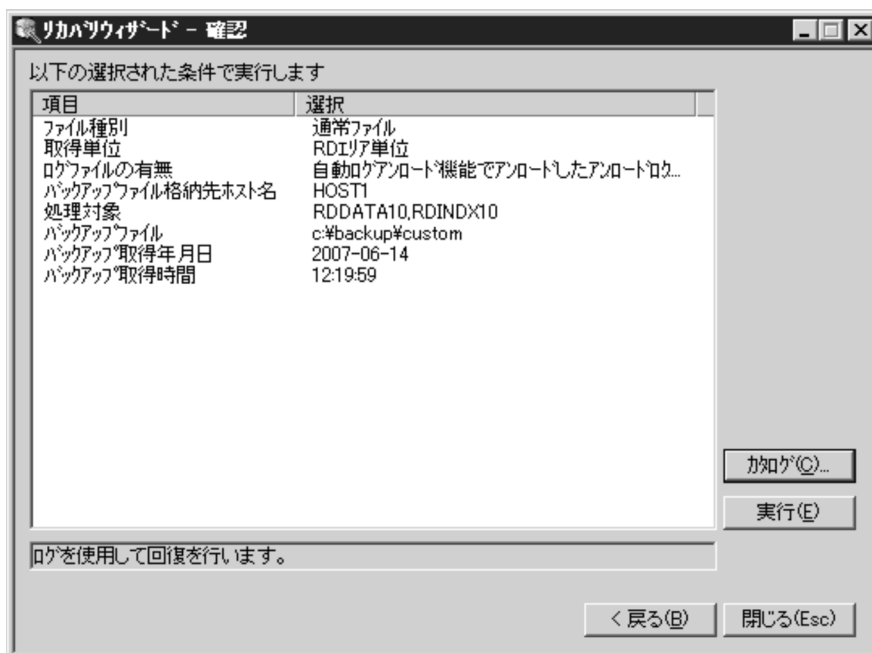 ﾘｶﾊﾞﾘｳｨｻﾞｰﾄﾞ - 確認
以下の選択された条件で実行します
項目 選択
ﾌｧｲﾙ種別 通常ﾌｧｲﾙ
取得単位 RDｴﾘｱ単位
ﾛｸﾞﾌｧｲﾙの有無 自動ﾛｸﾞｱﾝﾛｰﾄﾞ機能でｱﾝﾛｰﾄﾞしたｱﾝﾛｰﾄﾞﾛｸﾞ...
ﾊﾞｯｸｱｯﾌﾟﾌｧｲﾙ格納先ﾎｽﾄ名 HOST1
処理対象 RDDATA10,RDINDX10
ﾊﾞｯｸｱｯﾌﾟﾌｧｲﾙ c:¥backup¥custom
ﾊﾞｯｸｱｯﾌﾟ取得年月日 2007-06-14
ﾊﾞｯｸｱｯﾌﾟ取得時間 12:19:59
ｶﾀﾛｸﾞ(C)...
実行(E)
ﾛｸﾞを使用して回復を行います。
< 戻る(B) 閉じる(Esc)